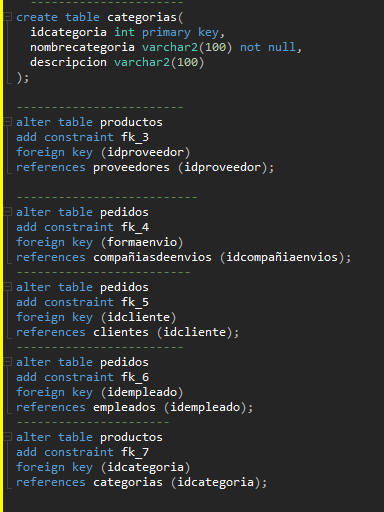 -----------------------
create table categorias(
idcategoria int primary key,
nombrecategoria varchar2(100) not null,
descripcion varchar2(100)
);
-----------------------
alter table productos
add constraint fk_3
foreign key (idproveedor)
references proveedores (idproveedor);
-------------------------
alter table pedidos
add constraint fk_4
foreign key (formaenvio)
references compañiasdeenvios (idcompañiaenvios);
------------------------
alter table pedidos
add constraint fk_5
foreign key (idcliente)
references clientes (idcliente);
-----------------------
alter table pedidos
add constraint fk_6
foreign key (idempleado)
references empleados (idempleado);
---------------------
alter table productos
add constraint fk_7
foreign key (idcategoria)
references categorias (idcategoria);